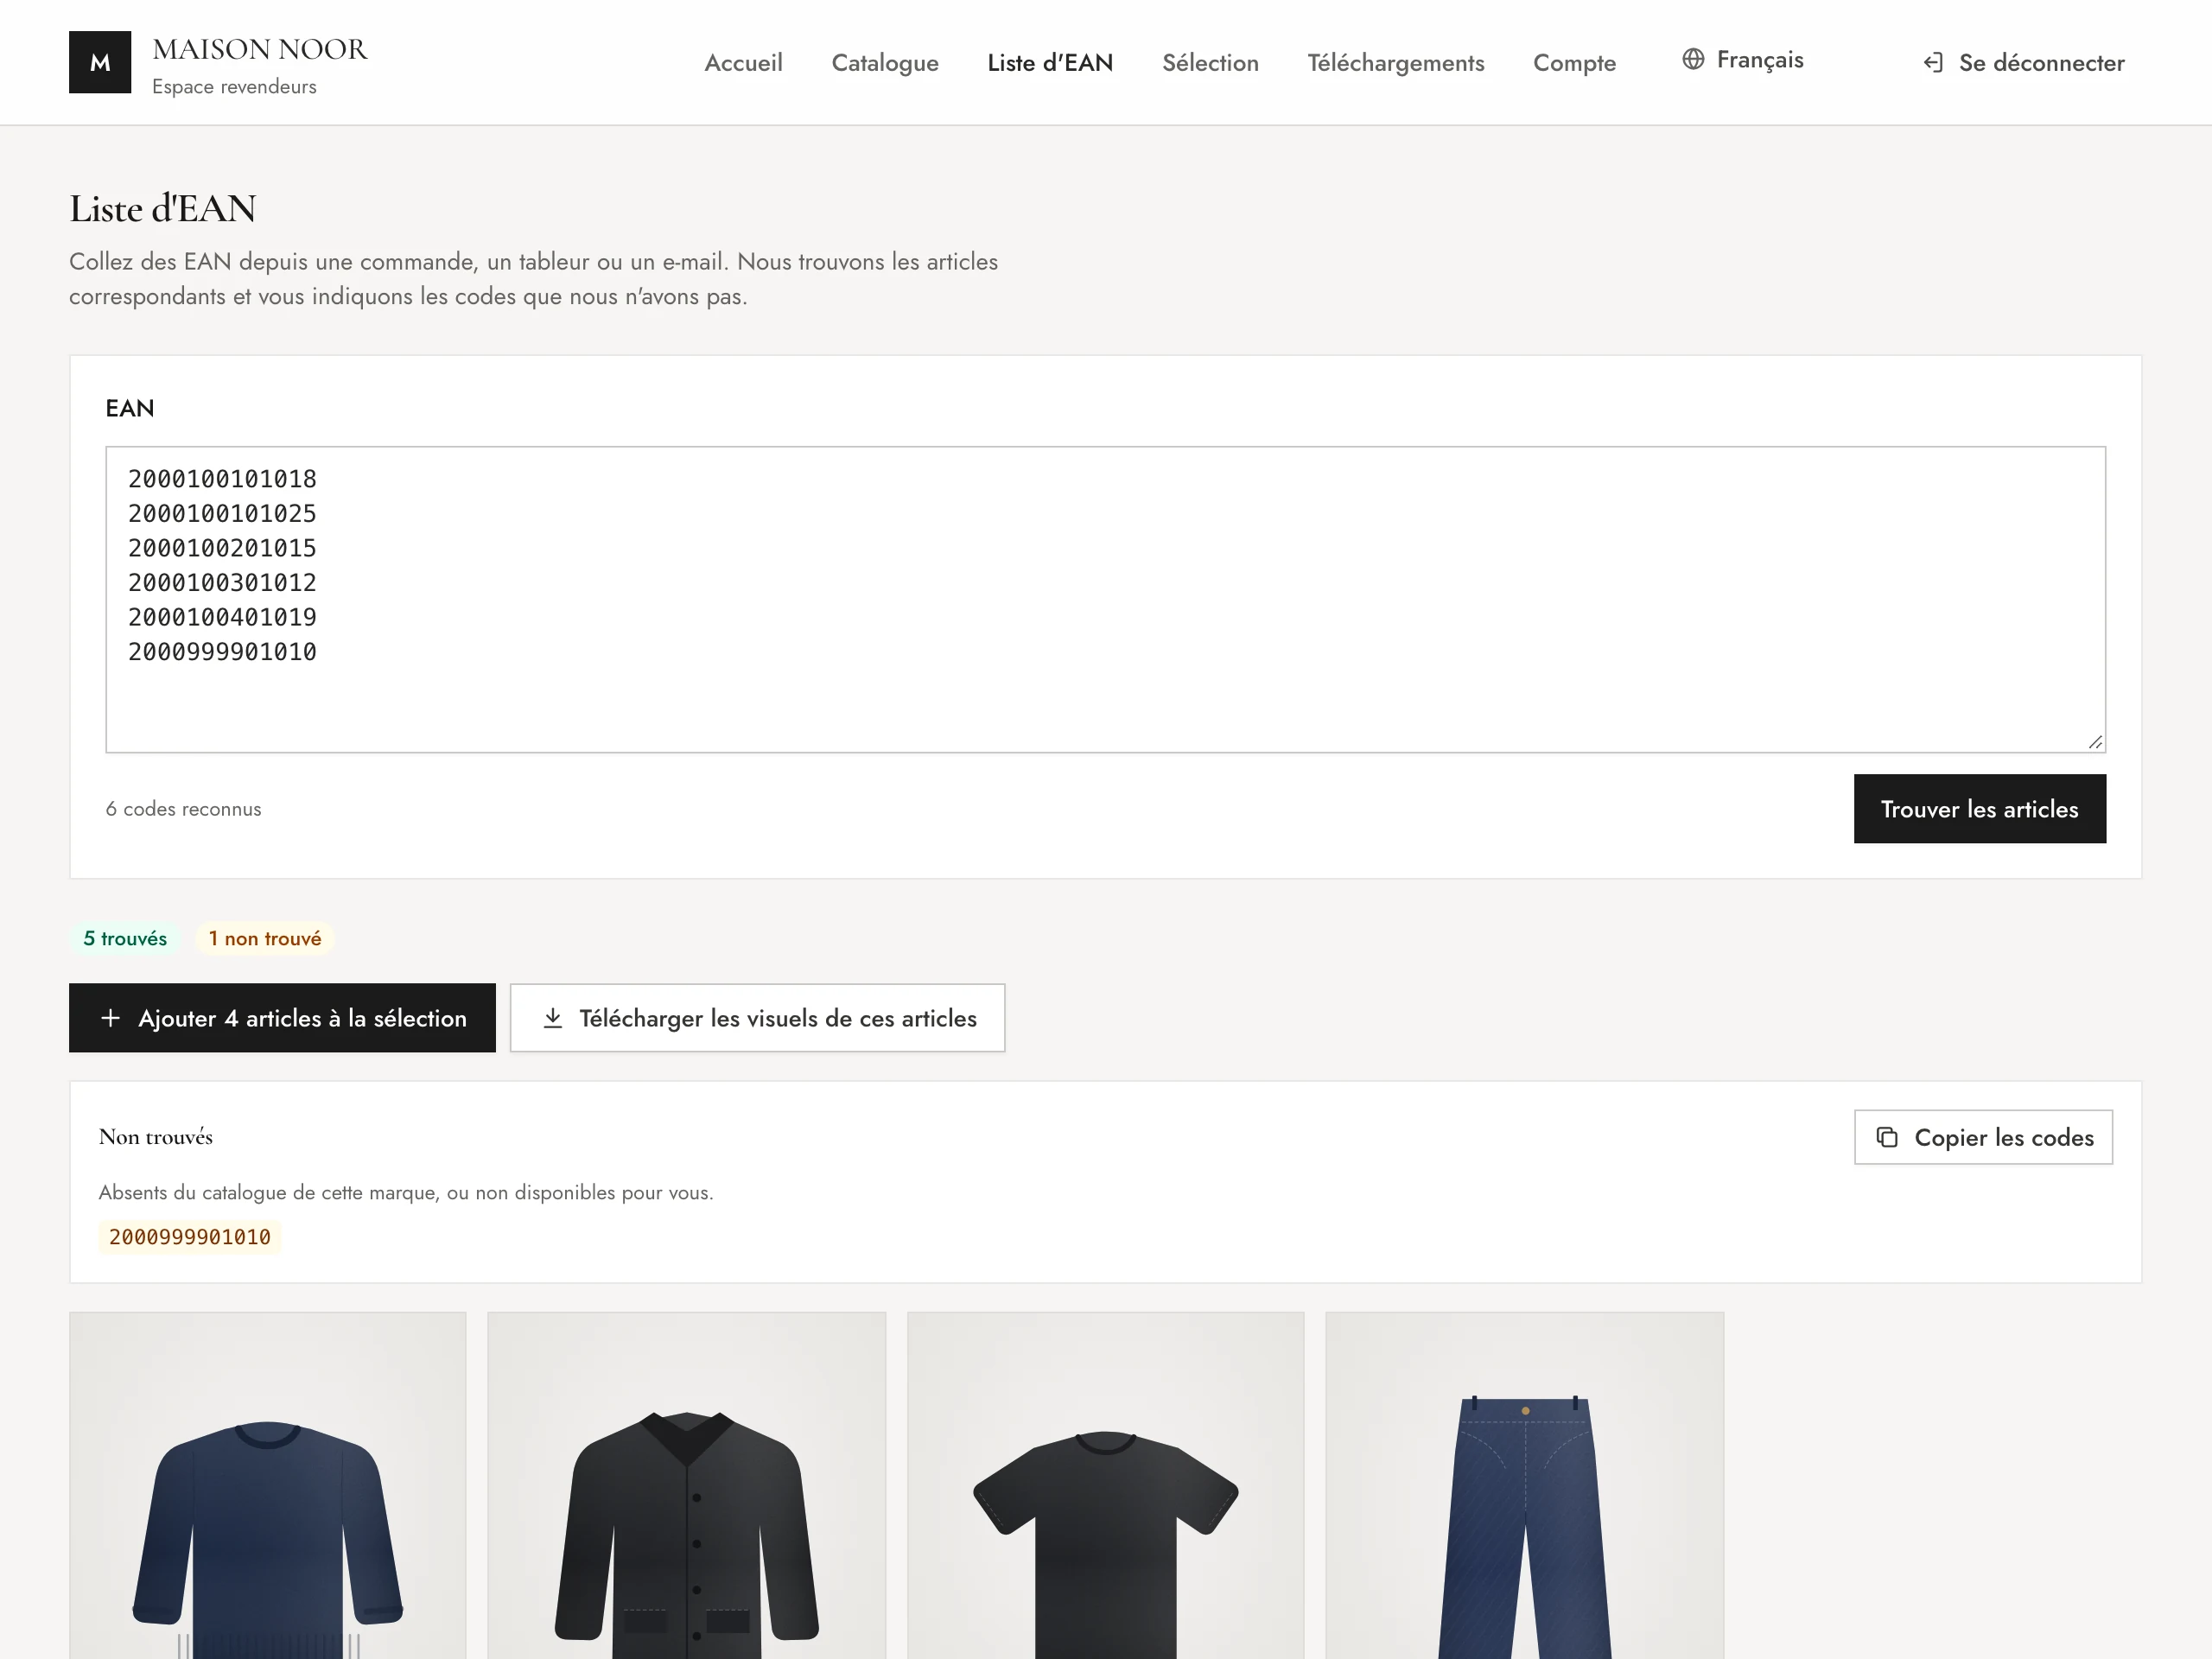 M
MAISON NOOR
Espace revendeurs
Accueil
Catalogue
Liste d'EAN
Sélection
Téléchargements
Compte
Français
Se déconnecter
Liste d'EAN
Collez des EAN depuis une commande, un tableur ou un e-mail. Nous trouvons les articles
correspondants et vous indiquons les codes que nous n'avons pas.
EAN
2000100101018
2000100101025
2000100201015
2000100301012
2000100401019
2000999901010
6 codes reconnus
Trouver les articles
5 trouvés
1 non trouvé
Ajouter 4 articles à la sélection
Télécharger les visuels de ces articles
Non trouvés
Copier les codes
Absents du catalogue de cette marque, ou non disponibles pour vous.
2000999901010